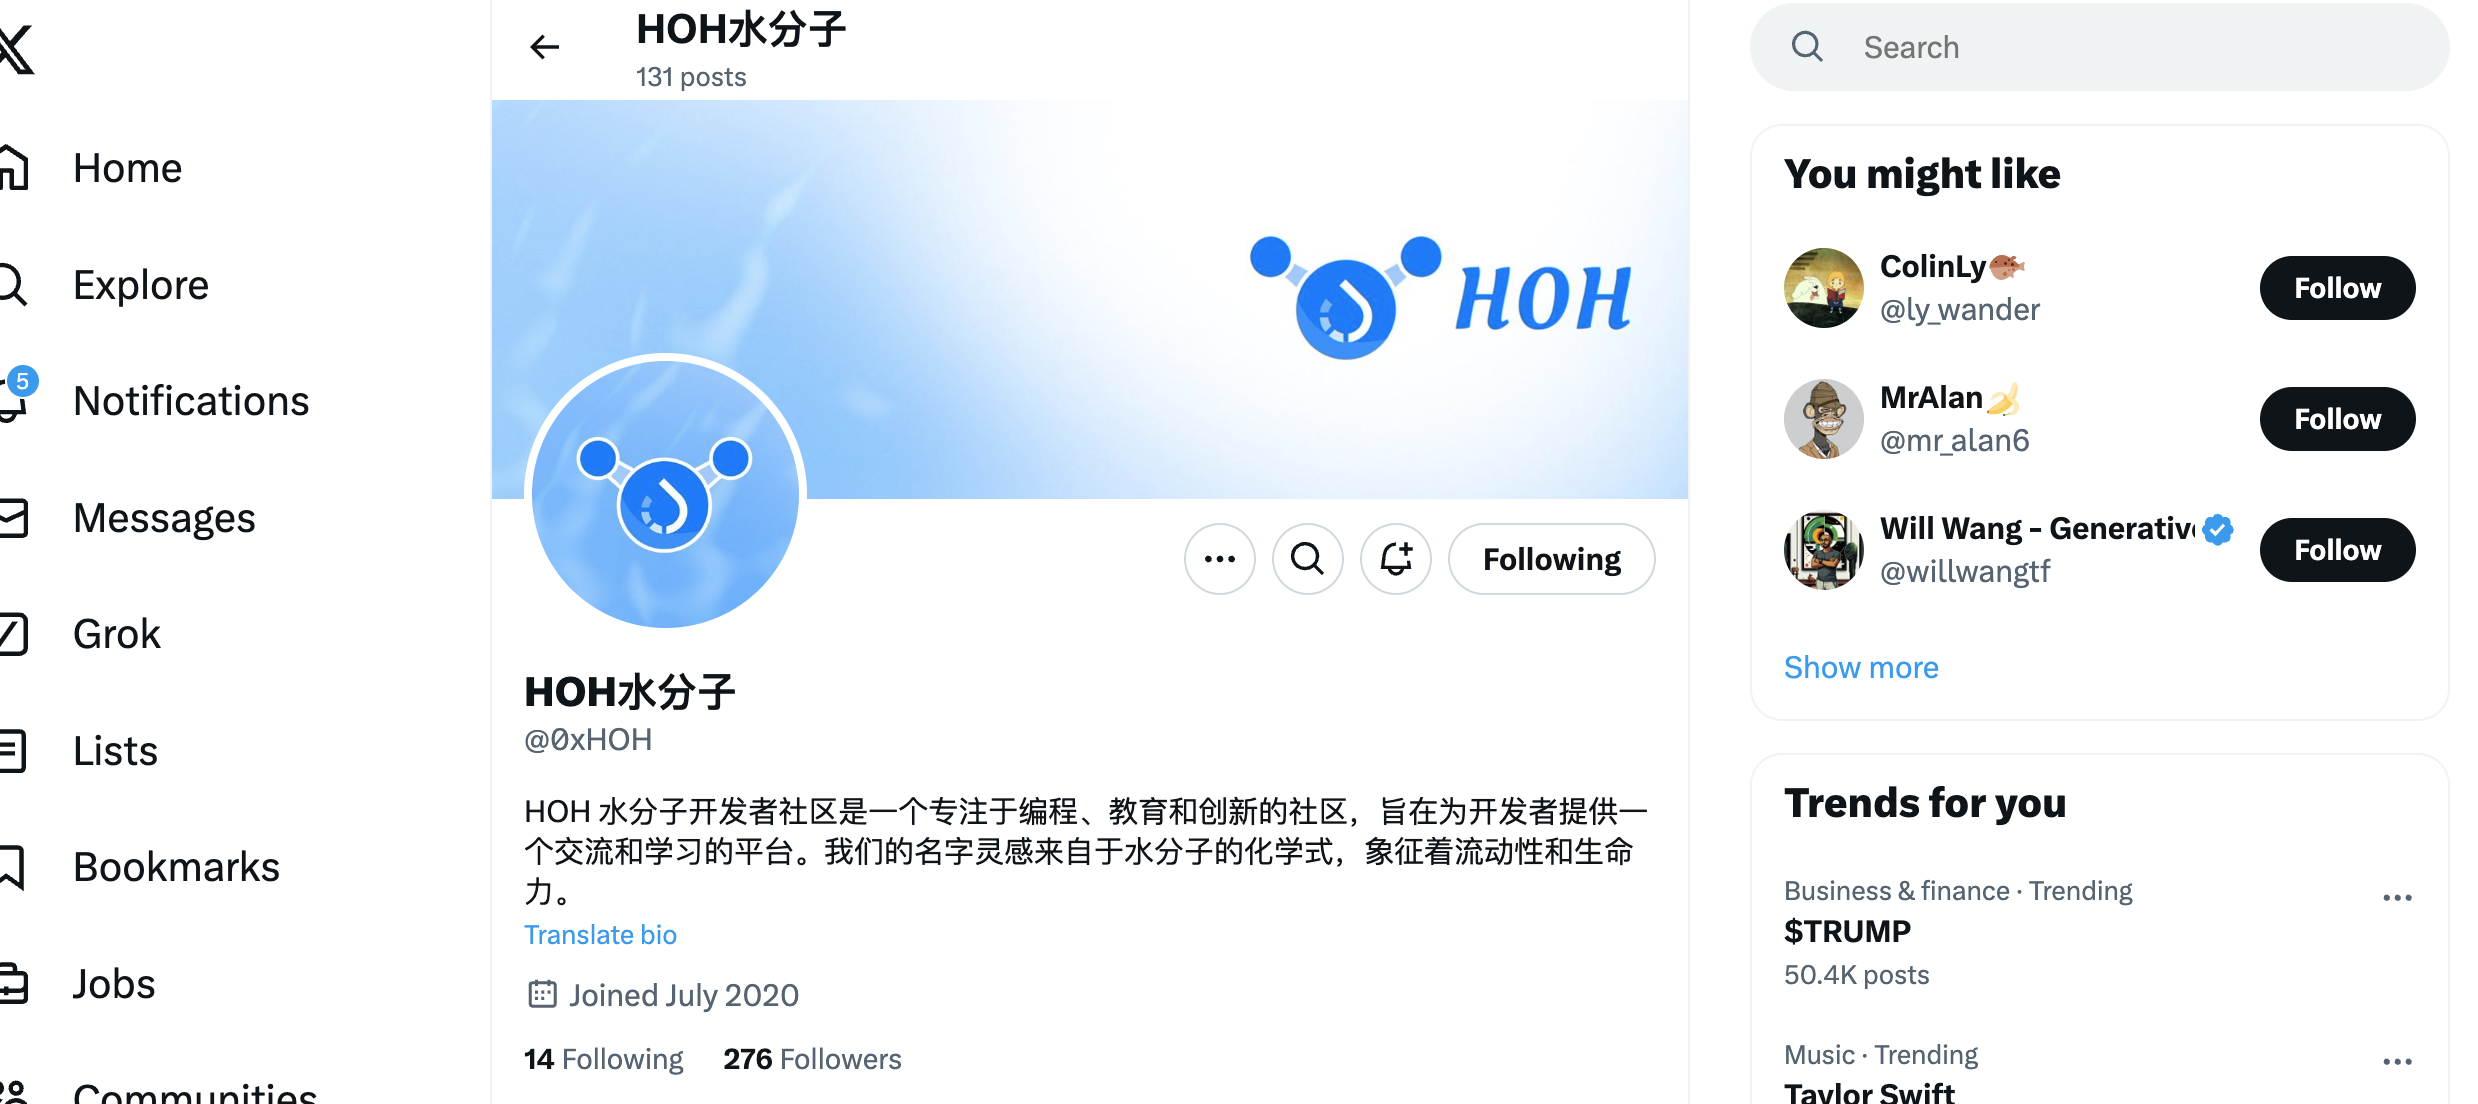 HOH水分子
131 posts
Home
Explore
5
Notifications
Messages
Grok
Lists
Bookmarks
Jobs
Communities
HOH
Following
HOH水分子
@0xHOH
HOH 水分子开发者社区是一个专注于编程、教育和创新的社区，旨在为开发者提供一
个交流和学习的平台。我们的名字灵感来自于水分子的化学式，象征着流动性和生命
力。
Translate bio
Joined July 2020
14 Following 276 Followers
Search
You might like
ColinLy
@ly_wander
Follow
MrAlan
@mr_alan6
Follow
Will Wang - Generativ
@willwangtf
Follow
Show more
Trends for you
Business & finance · Trending
$TRUMP
50.4K posts
Music · Trending
Taylor Swift